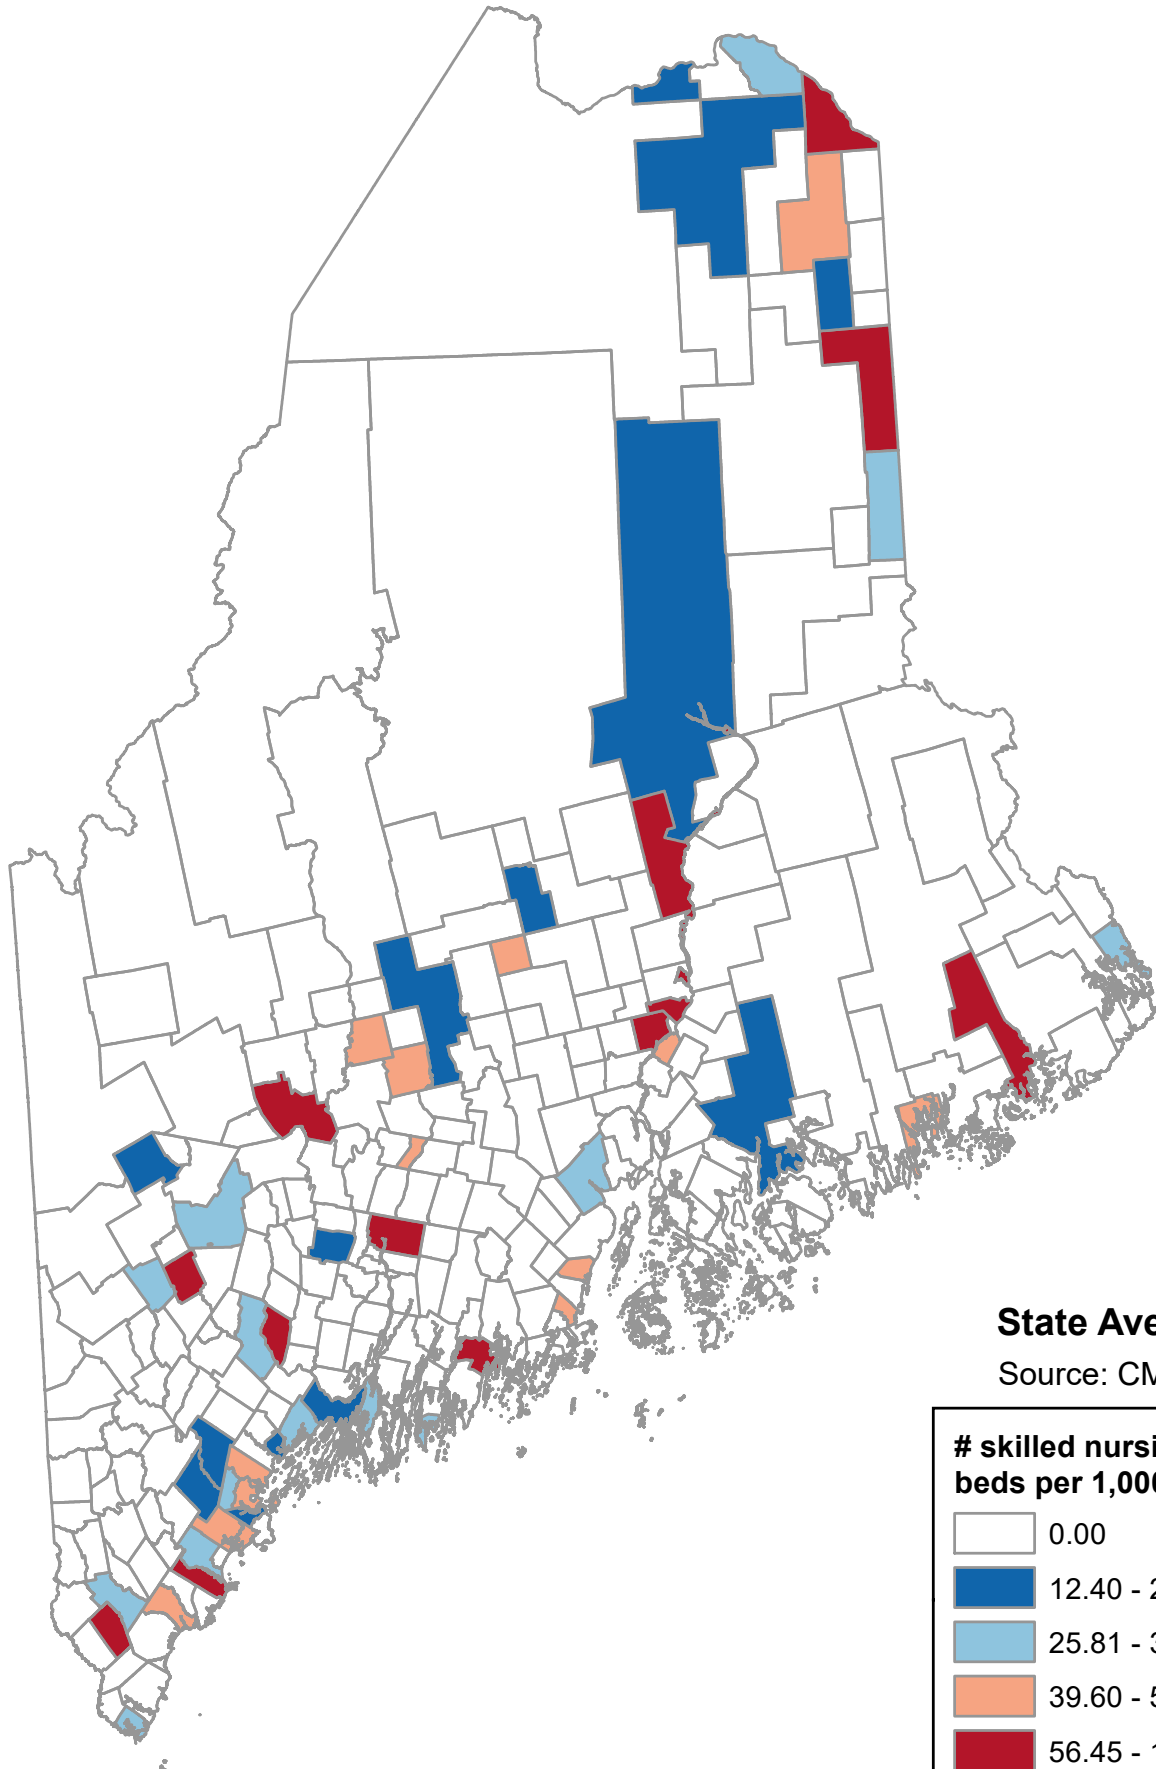 State Ave
Source: CM
# skilled nursi
beds per 1,000
0.00
12.40 - 2
25.81 - 3
39.60 - 5
56.45 - 1